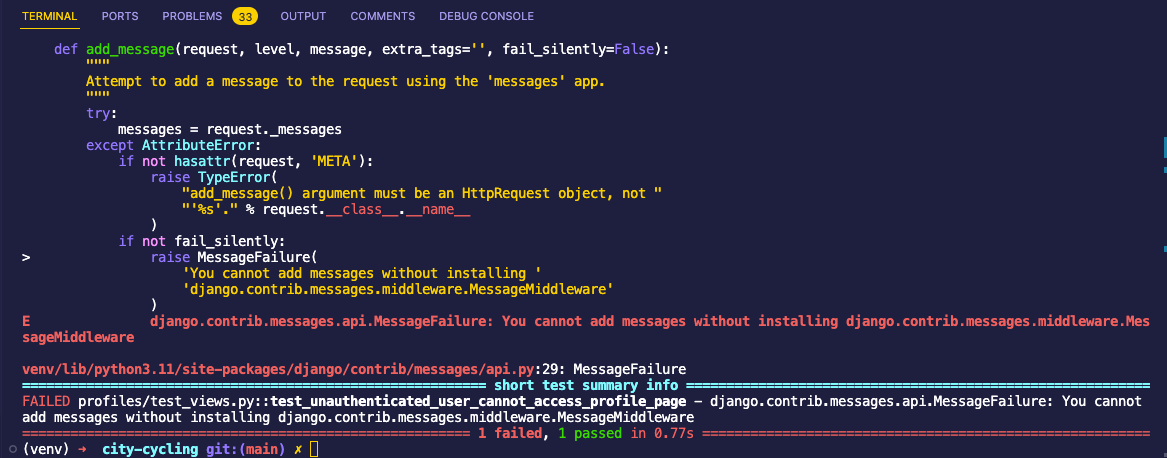 TERMINAL PORTS PROBLEMS 33 OUTPUT COMMENTS DEBUG CONSOLE
    def add_message(request, level, message, extra_tags='', fail_silently=False):
        """
        Attempt to add a message to the request using the 'messages' app.
        """
        try:
            messages = request._messages
        except AttributeError:
            if not hasattr(request, 'META'):
                raise TypeError(
                    "add_message() argument must be an HttpRequest object, not "
                    "'%s'." % request.__class__.__name__
                )
            if not fail_silently:
>               raise MessageFailure(
                    'You cannot add messages without installing '
                    'django.contrib.messages.middleware.MessageMiddleware'
                )
E               django.contrib.messages.api.MessageFailure: You cannot add messages without installing django.contrib.messages.middleware.Mes
sageMiddleware
venv/lib/python3.11/site-packages/django/contrib/messages/api.py:29: MessageFailure
========================================================== short test summary info ==========================================================
FAILED profiles/test_views.py::test_unauthenticated_user_cannot_access_profile_page - django.contrib.messages.api.MessageFailure: You cannot
add messages without installing django.contrib.messages.middleware.MessageMiddleware
======================================================== 1 failed, 1 passed in 0.77s ========================================================
(venv) ➜  city-cycling git:(main) ✗